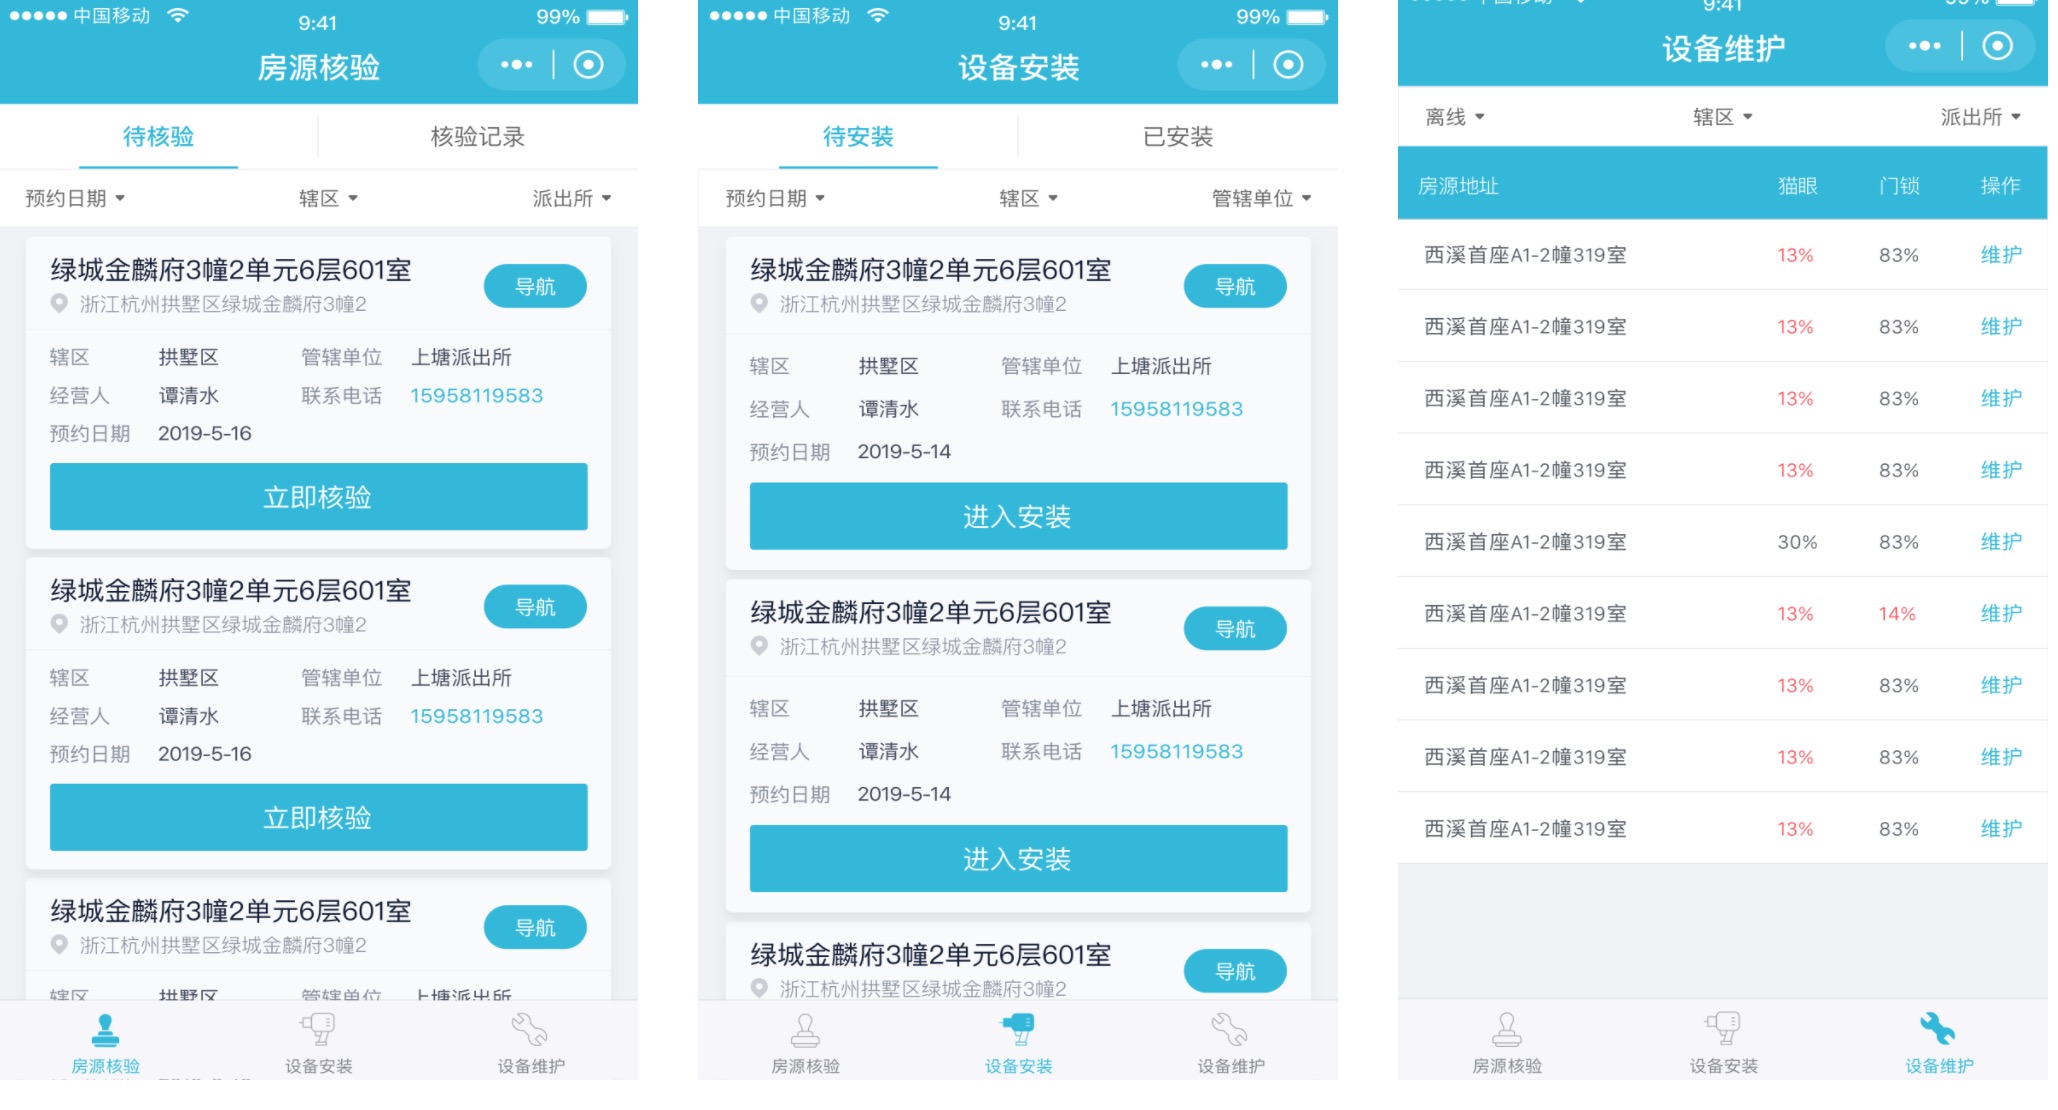 中国移动
9:41
99%
房源核验
待核验 核验记录
预约日期 辖区 派出所
绿城金麟府3幢2单元6层601室
导航
浙江杭州拱墅区绿城金麟府3幢2
辖区 拱墅区 管辖单位 上塘派出所
经营人 谭清水 联系电话 15958119583
预约日期 2019-5-16
立即核验
绿城金麟府3幢2单元6层601室
导航
浙江杭州拱墅区绿城金麟府3幢2
辖区 拱墅区 管辖单位 上塘派出所
经营人 谭清水 联系电话 15958119583
预约日期 2019-5-16
立即核验
绿城金麟府3幢2单元6层601室
导航
浙江杭州拱墅区绿城金麟府3幢2
辖区 拱墅区 管辖单位 上塘派出所
房源核验 设备安装 设备维护
中国移动
9:41
99%
设备安装
待安装 已安装
预约日期 辖区 管辖单位
绿城金麟府3幢2单元6层601室
导航
浙江杭州拱墅区绿城金麟府3幢2
辖区 拱墅区 管辖单位 上塘派出所
经营人 谭清水 联系电话 15958119583
预约日期 2019-5-14
进入安装
绿城金麟府3幢2单元6层601室
导航
浙江杭州拱墅区绿城金麟府3幢2
辖区 拱墅区 管辖单位 上塘派出所
经营人 谭清水 联系电话 15958119583
预约日期 2019-5-14
进入安装
绿城金麟府3幢2单元6层601室
导航
浙江杭州拱墅区绿城金麟府3幢2
房源核验 设备安装 设备维护
中国移动
9:41
99%
设备维护
离线 辖区 派出所
房源地址 猫眼 门锁 操作
西溪首座A1-2幢319室 13% 83% 维护
西溪首座A1-2幢319室 13% 83% 维护
西溪首座A1-2幢319室 13% 83% 维护
西溪首座A1-2幢319室 13% 83% 维护
西溪首座A1-2幢319室 30% 83% 维护
西溪首座A1-2幢319室 13% 14% 维护
西溪首座A1-2幢319室 13% 83% 维护
西溪首座A1-2幢319室 13% 83% 维护
西溪首座A1-2幢319室 13% 83% 维护
房源核验 设备安装 设备维护